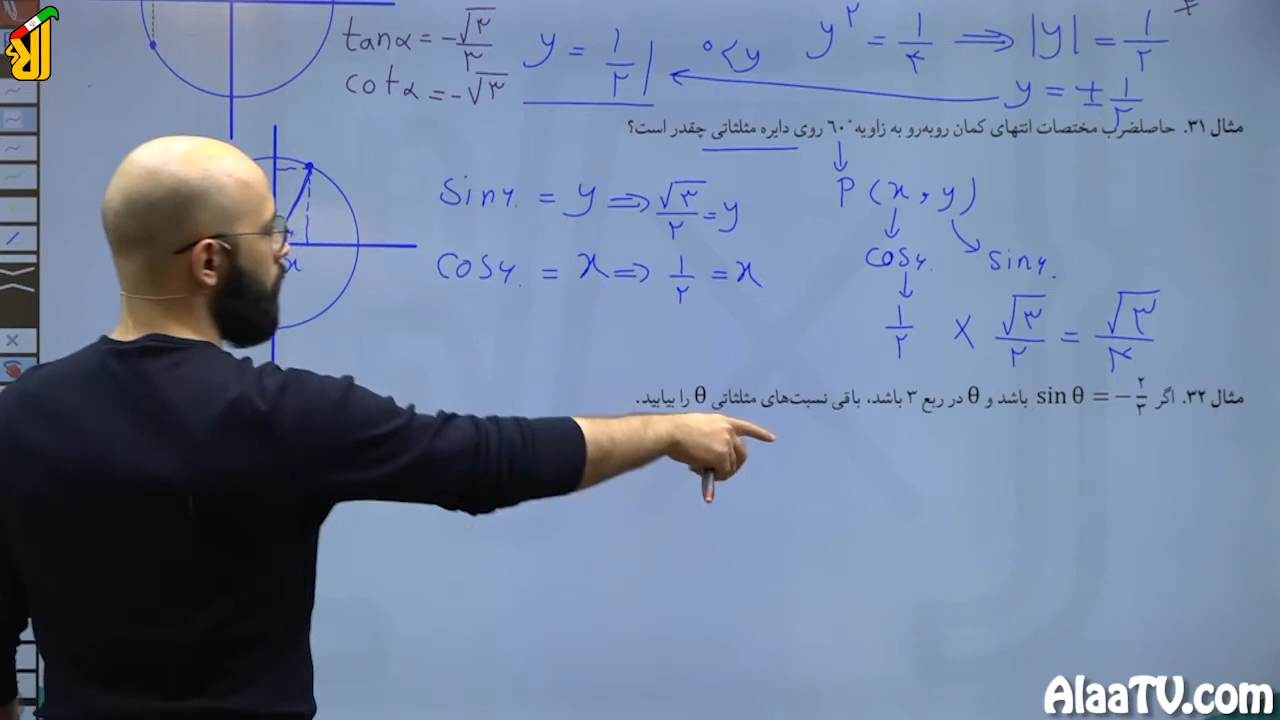 tanα = -√۳/۳
cotα = -√۳
y = ۱/۲
۰<y
y² = ۱/۴ ⟹ |y| = ۱/۲
y = ± ۱/۲
مثال ۳۱. حاصلضرب مختصات انتهای کمان روبه‌رو به زاویه ۶۰° روی دایره مثلثاتی چقدر است؟
sin۶۰ = y ⟹ √۳/۲ = y
P (x, y)
cos۶۰ = x ⟹ ۱/۲ = x
cos۶۰ sin۶۰
۱/۲ × √۳/۲ = √۳/۴
x
مثال ۳۲. اگر sin θ = -۲/۳ باشد و θ در ربع ۳ باشد، باقی نسبت‌های مثلثاتی θ را بیابید.
AlaaTV.com